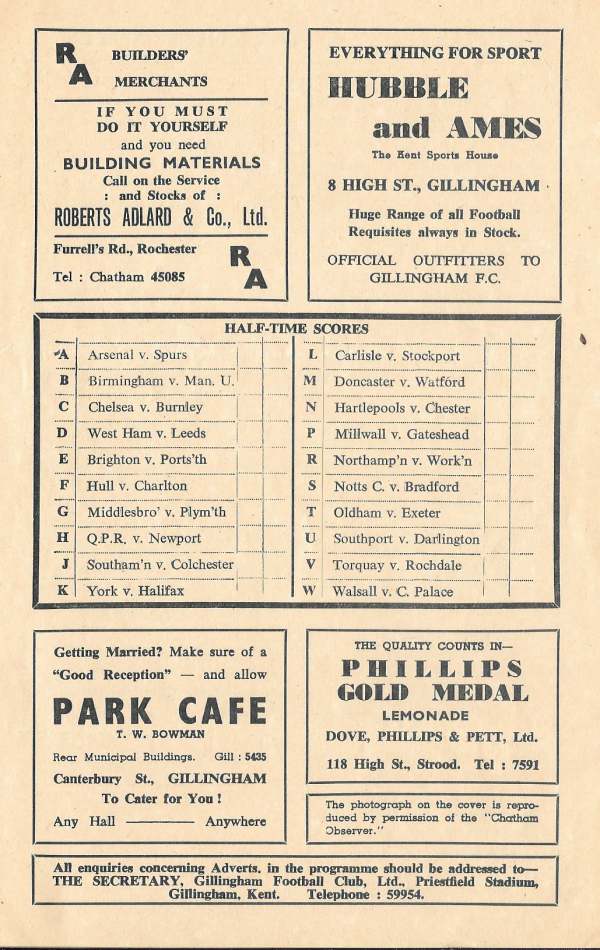 RA BUILDERS'
MERCHANTS
IF YOU MUST
DO IT YOURSELF
and you need
BUILDING MATERIALS
Call on the Service
: and Stocks of :
ROBERTS ADLARD & Co., Ltd.
Furrell's Rd., Rochester
Tel : Chatham 45085
RA
EVERYTHING FOR SPORT
HUBBLE
and AMES
The Kent Sports House
8 HIGH ST., GILLINGHAM
Huge Range of all Football
Requisites always in Stock.
OFFICIAL OUTFITTERS TO
GILLINGHAM F.C.
HALF-TIME SCORES
A Arsenal v. Spurs
B Birmingham v. Man. U.
C Chelsea v. Burnley
D West Ham v. Leeds
E Brighton v. Ports'th
F Hull v. Charlton
G Middlesbro' v. Plym'th
H Q.P.R. v. Newport
J Southam'n v. Colchester
K York v. Halifax
L Carlisle v. Stockport
M Doncaster v. Watford
N Hartlepools v. Chester
P Millwall v. Gateshead
R Northamp'n v. Work'n
S Notts C. v. Bradford
T Oldham v. Exeter
U Southport v. Darlington
V Torquay v. Rochdale
W Walsall v. C. Palace
Getting Married? Make sure of a
"Good Reception" — and allow
PARK CAFE
T. W. BOWMAN
Rear Municipal Buildings. Gill : 5435
Canterbury St., GILLINGHAM
To Cater for You !
Any Hall ——— Anywhere
THE QUALITY COUNTS IN—
PHILLIPS
GOLD MEDAL
LEMONADE
DOVE, PHILLIPS & PETT, Ltd.
118 High St., Strood. Tel : 7591
The photograph on the cover is repro-
duced by permission of the "Chatham
Observer."
All enquiries concerning Adverts. in the programme should be addressed to—
THE SECRETARY, Gillingham Football Club, Ltd., Priestfield Stadium,
Gillingham, Kent. Telephone : 59954.